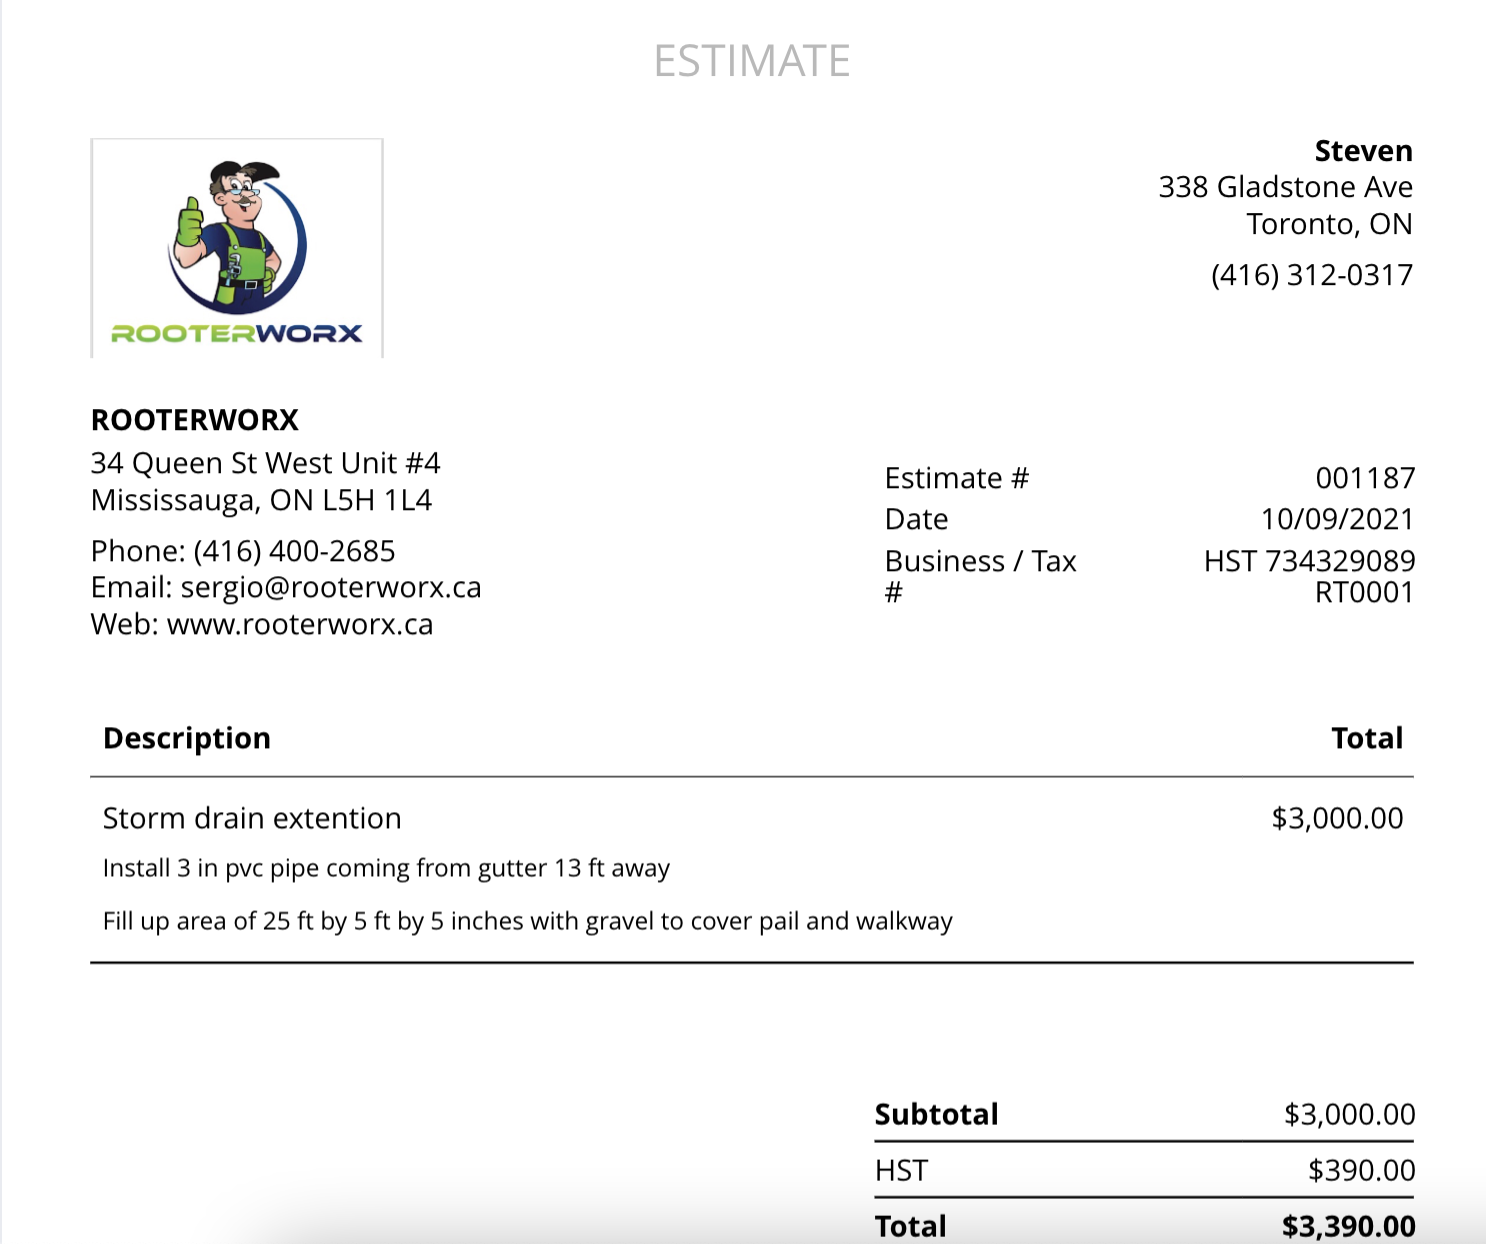 ESTIMATE
ROOTERWORX
Steven
338 Gladstone Ave
Toronto, ON
(416) 312-0317
ROOTERWORX
34 Queen St West Unit #4
Mississauga, ON L5H 1L4
Phone: (416) 400-2685
Email: sergio@rooterworx.ca
Web: www.rooterworx.ca
Estimate # 001187
Date 10/09/2021
Business / Tax HST 734329089
# RT0001
Description Total
Storm drain extention $3,000.00
Install 3 in pvc pipe coming from gutter 13 ft away
Fill up area of 25 ft by 5 ft by 5 inches with gravel to cover pail and walkway
Subtotal $3,000.00
HST $390.00
Total $3,390.00